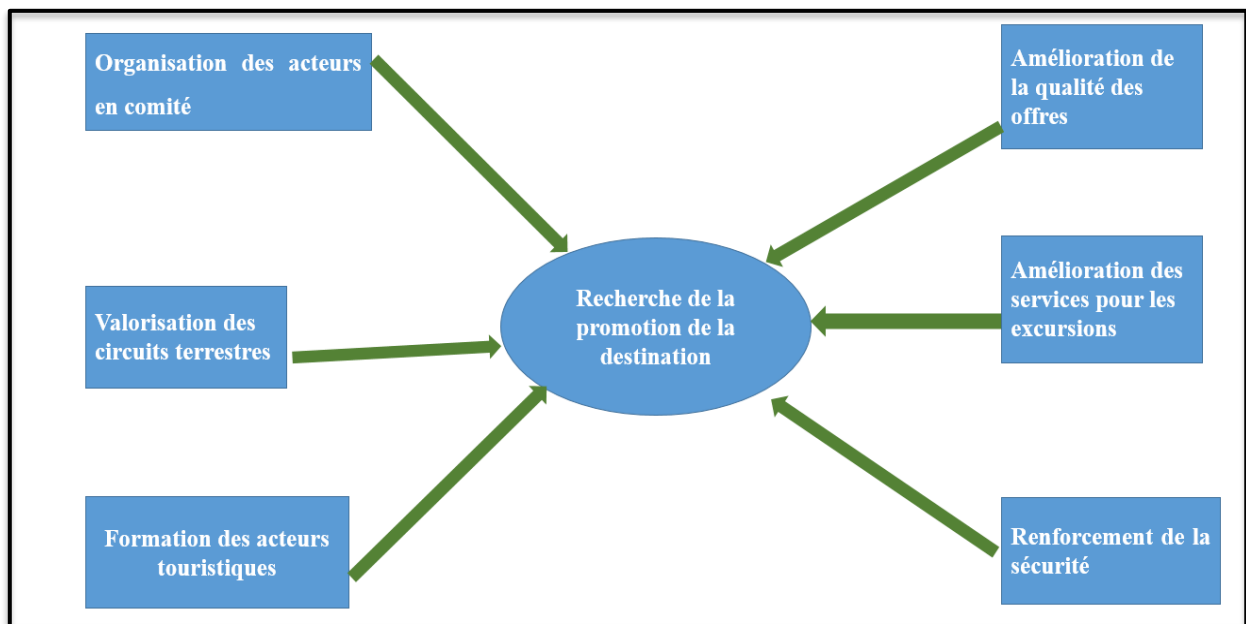 Organisation des acteurs
en comité
Valorisation des
circuits terrestres
Formation des acteurs
touristiques
Recherche de la
promotion de la
destination
Amélioration de
la qualité des
offres
Amélioration des
services pour les
excursions
Renforcement de la
sécurité